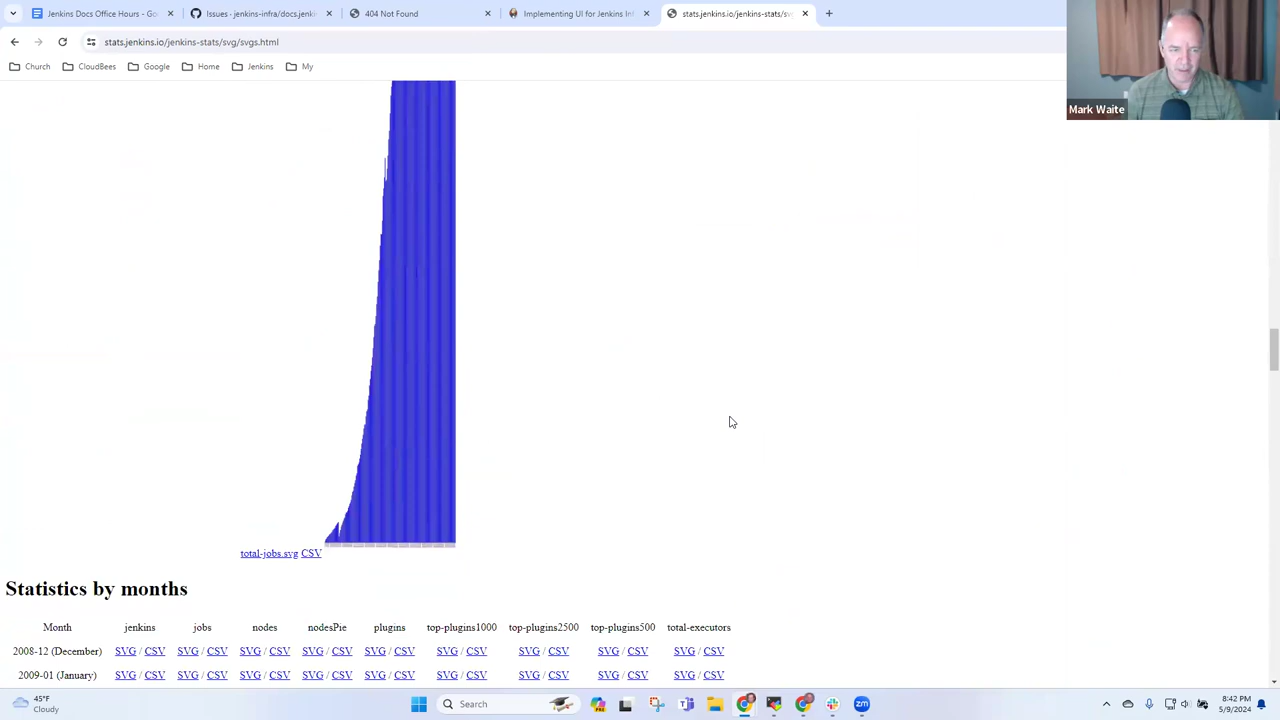 Jenkins Docs Office Hours - Go
Issues · jenkins-infra/docs.jenkin
404 Not Found
Implementing UI for Jenkins Inf
stats.jenkins.io/jenkins-stats/svg
stats.jenkins.io/jenkins-stats/svg/svgs.html
Church
CloudBees
Google
Home
Jenkins
My
Mark Waite
total-jobs.svg CSV
Statistics by months
Month jenkins jobs nodes nodesPie plugins top-plugins1000 top-plugins2500 top-plugins500 total-executors
2008-12 (December) SVG / CSV SVG / CSV SVG / CSV SVG / CSV SVG / CSV SVG / CSV SVG / CSV SVG / CSV SVG / CSV
2009-01 (January) SVG / CSV SVG / CSV SVG / CSV SVG / CSV SVG / CSV SVG / CSV SVG / CSV SVG / CSV SVG / CSV
45°F
Cloudy
Search
8:42 PM
5/9/2024